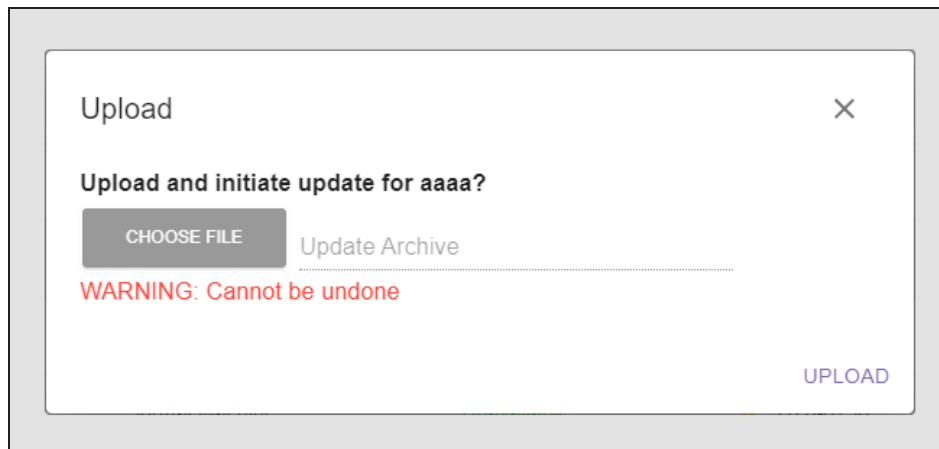 Upload
Upload and initiate update for aaaa?
CHOOSE FILE
Update Archive
WARNING: Cannot be undone
UPLOAD